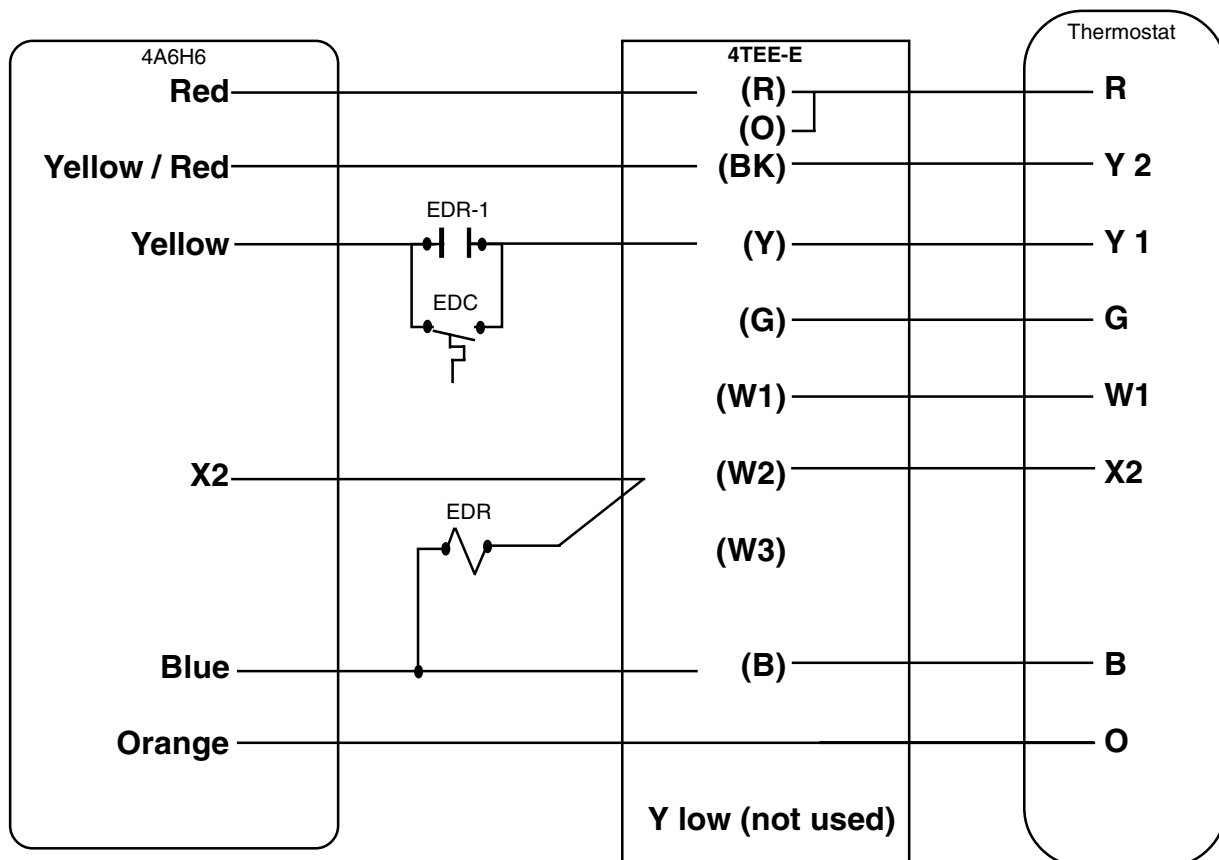 4A6H6
4TEE-E
Thermostat
Red
(R)
R
(O)
Yellow / Red
(BK)
Y 2
EDR-1
Yellow
(Y)
Y 1
EDC
(G)
G
(W1)
W1
X2
(W2)
X2
EDR
(W3)
Blue
(B)
B
Orange
O
Y low (not used)